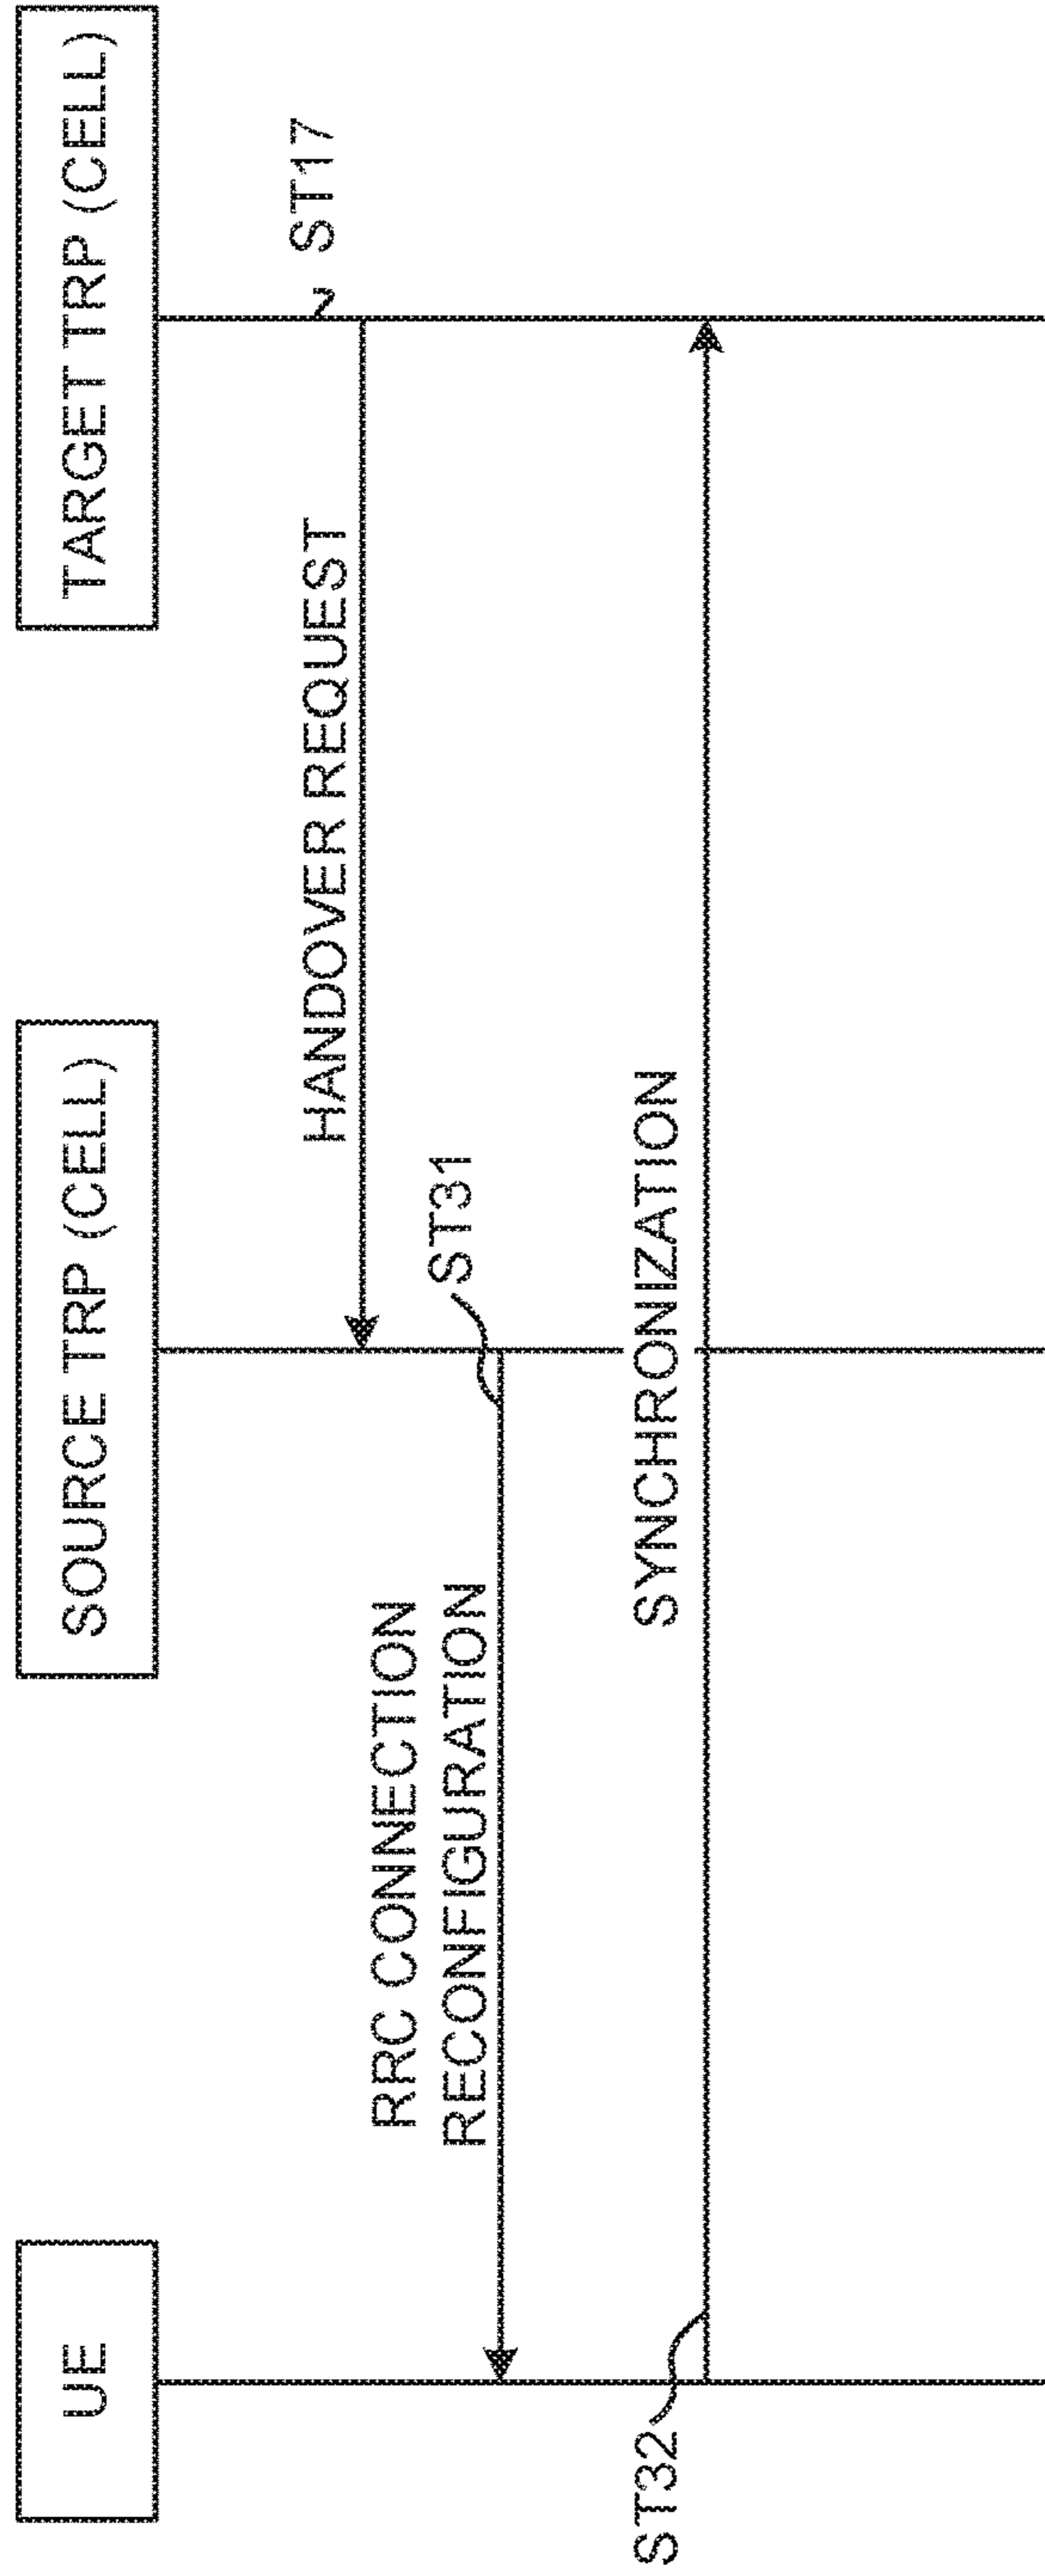 UE
SOURCE TRP (CELL)
TARGET TRP (CELL)
ST17
HANDOVER REQUEST
RRC CONNECTION
RECONFIGURATION
ST31
ST32
SYNCHRONIZATION